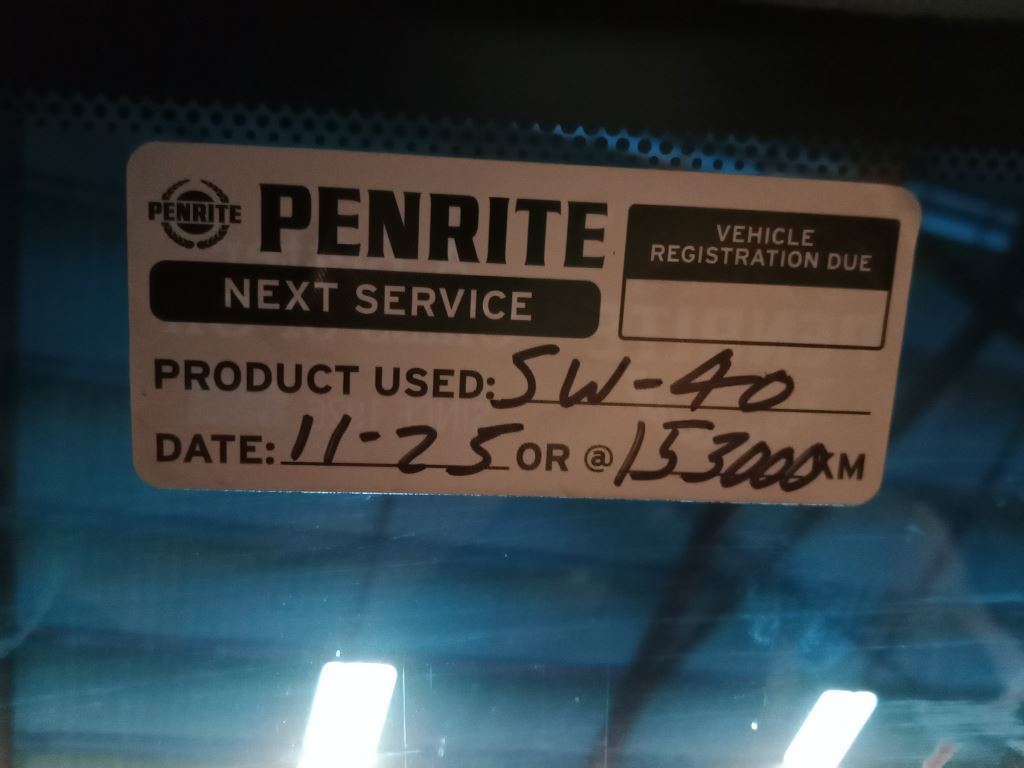 PENRITE PENRITE
VEHICLE
REGISTRATION DUE
NEXT SERVICE
PRODUCT USED: 5W-40
DATE: 11-25 OR @ 153000 KM